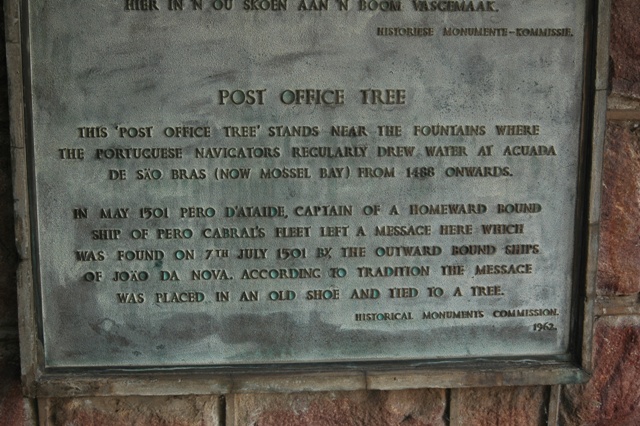 HIER IN 'N OU SKOEN AAN 'N BOOM VASGEMAAK.
HISTORIESE MONUMENTE-KOMMISSIE.
POST OFFICE TREE
THIS 'POST OFFICE TREE' STANDS NEAR THE FOUNTAINS WHERE
THE PORTUGUESE NAVIGATORS REGULARLY DREW WATER AT AGUADA
DE SÃO BRAS (NOW MOSSEL BAY) FROM 1488 ONWARDS.
IN MAY 1501 PERO D'ATAIDE, CAPTAIN OF A HOMEWARD BOUND
SHIP OF PERO CABRAL'S FLEET LEFT A MESSAGE HERE WHICH
WAS FOUND ON 7TH JULY 1501 BY THE OUTWARD BOUND SHIPS
OF JOÃO DA NOVA. ACCORDING TO TRADITION THE MESSAGE
WAS PLACED IN AN OLD SHOE AND TIED TO A TREE.
HISTORICAL MONUMENTS COMMISSION.
1962.